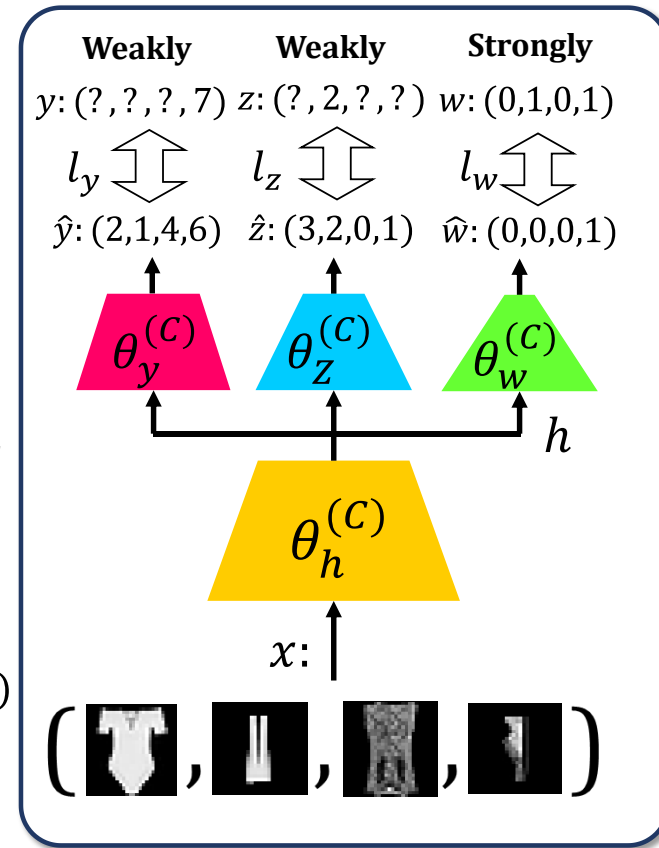 Weakly Weakly Strongly
y: (?, ?, ?, 7) z: (?, 2, ?, ?) w: (0,1,0,1)
l_y l_z l_w
ŷ: (2,1,4,6) ẑ: (3,2,0,1) ŵ: (0,0,0,1)
θ_y^(C) θ_z^(C) θ_w^(C)
h
θ_h^(C)
x:
)
( , , , )